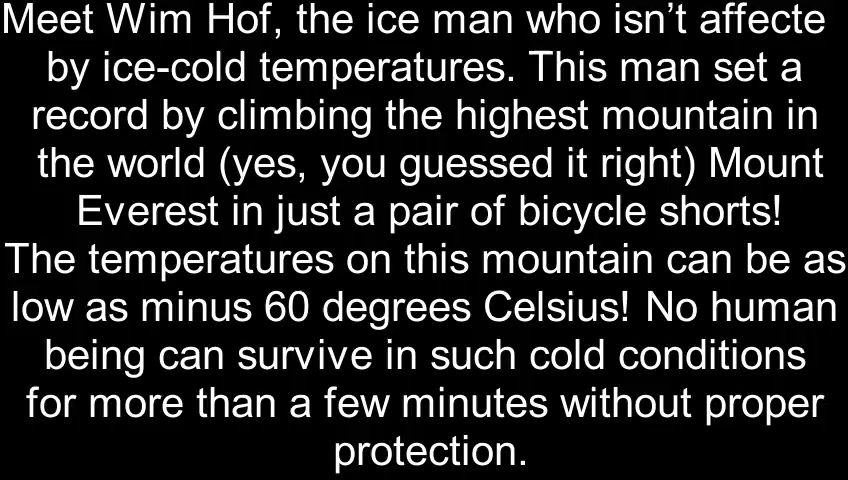 Meet Wim Hof, the ice man who isn’t affecte
by ice-cold temperatures. This man set a
record by climbing the highest mountain in
the world (yes, you guessed it right) Mount
Everest in just a pair of bicycle shorts!
The temperatures on this mountain can be as
low as minus 60 degrees Celsius! No human
being can survive in such cold conditions
for more than a few minutes without proper
protection.